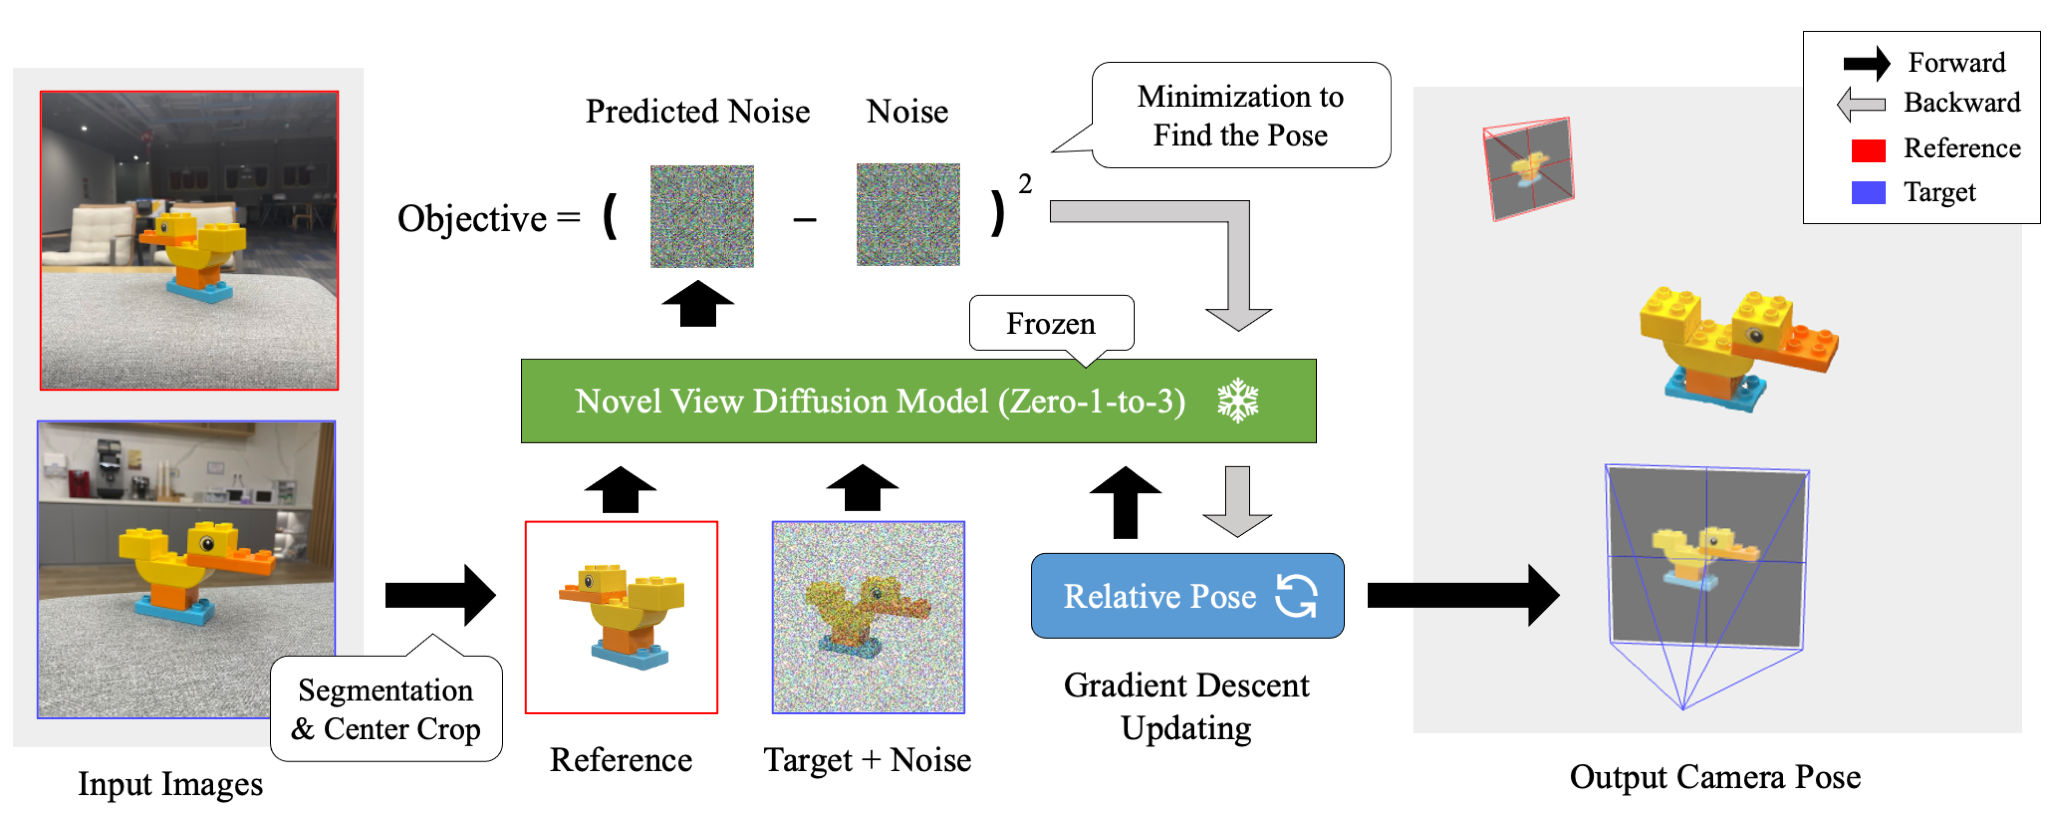 Forward
Backward
Reference
Target
Predicted Noise
Noise
Minimization to
Find the Pose
Objective = ( – ) 2
Frozen
Novel View Diffusion Model (Zero-1-to-3)
Relative Pose
Segmentation
& Center Crop
Gradient Descent
Updating
Input Images
Reference
Target + Noise
Output Camera Pose